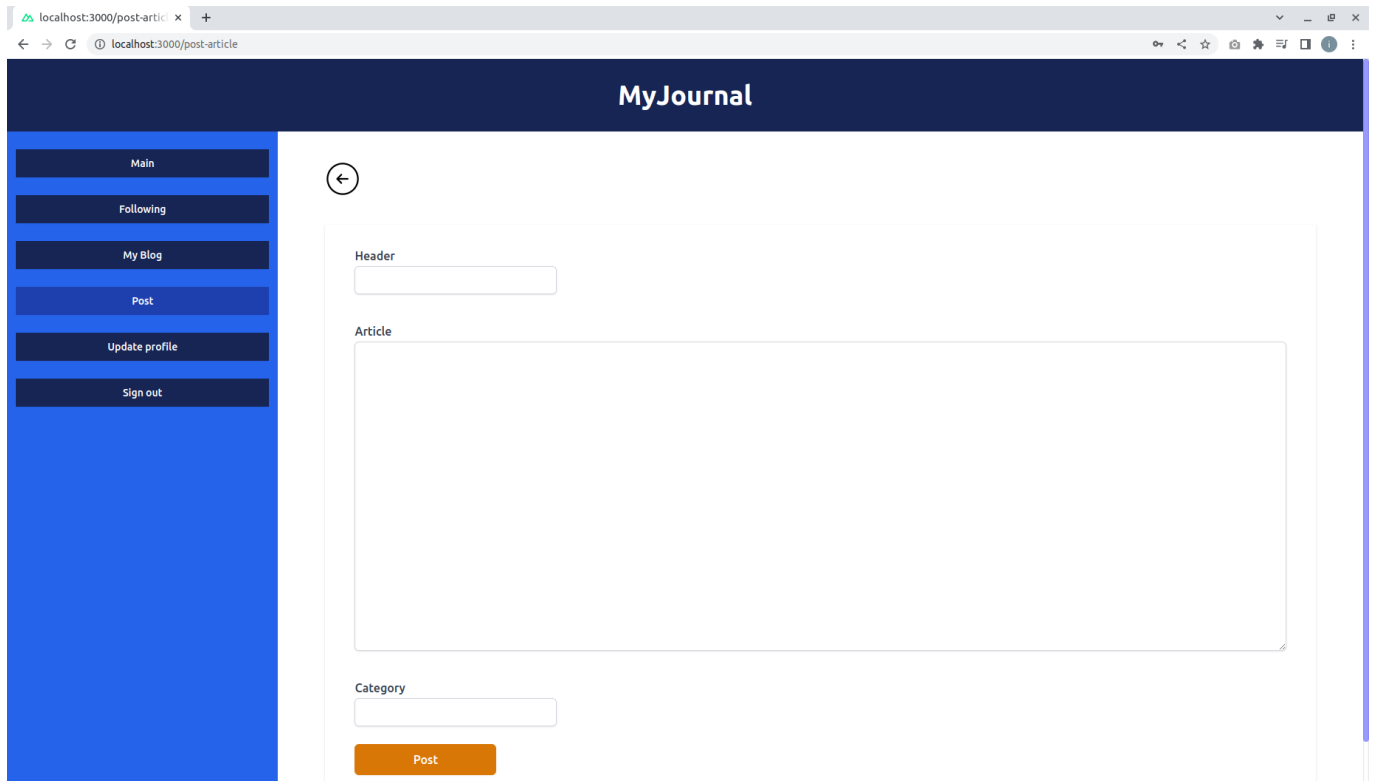 localhost:3000/post-artic
localhost:3000/post-article
MyJournal
Main
Following
My Blog
Post
Update profile
Sign out
Header
Article
Category
Post